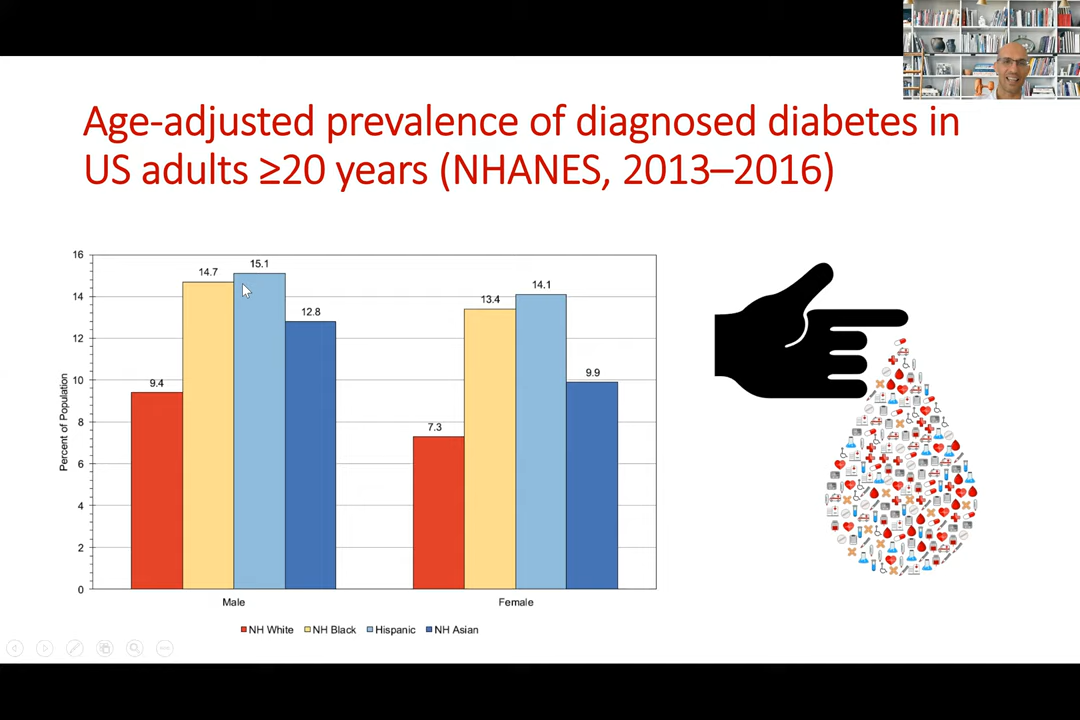 Age-adjusted prevalence of diagnosed diabetes in
US adults ≥20 years (NHANES, 2013–2016)
Percent of Population
16
14
12
10
8
6
4
2
0
9.4
14.7
15.1
12.8
7.3
13.4
14.1
9.9
Male
Female
NH White
NH Black
Hispanic
NH Asian